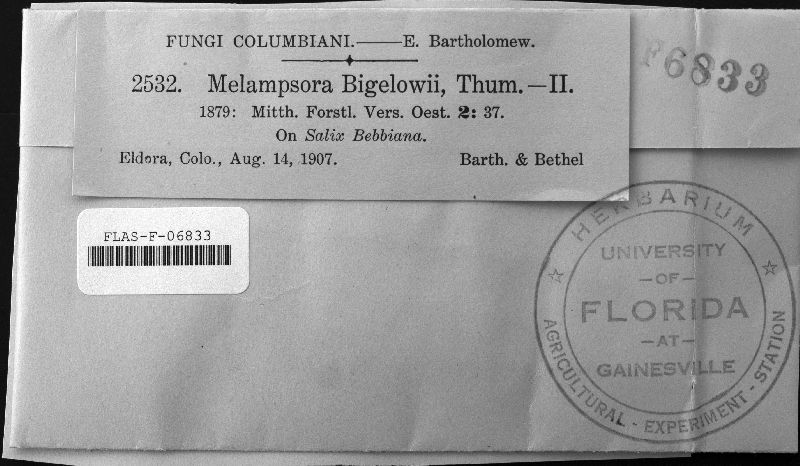 FUNGI COLUMBIANI.——E. Bartholomew.
2532. Melampsora Bigelowii, Thum.—II.
1879: Mitth. Forstl. Vers. Oest. 2: 37.
On Salix Bebbiana.
Eldora, Colo., Aug. 14, 1907. Barth. & Bethel
F6833
FLAS-F-06833
HERBARIUM
UNIVERSITY
—OF—
FLORIDA
—AT—
GAINESVILLE
AGRICULTURAL - EXPERIMENT - STATION